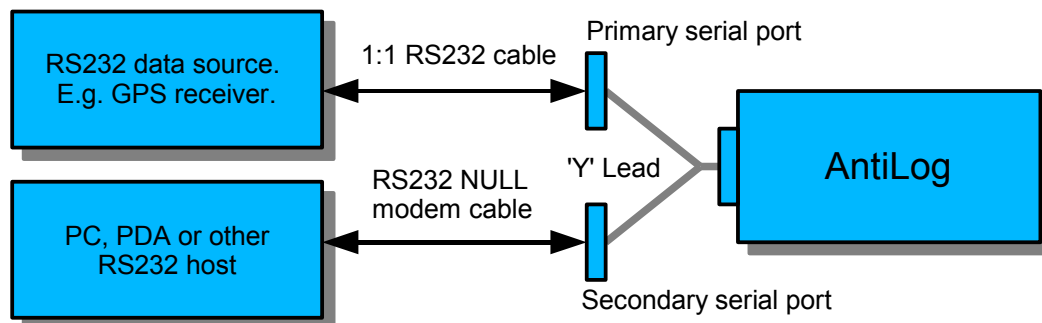 RS232 data source.
E.g. GPS receiver.
1:1 RS232 cable
Primary serial port
'Y' Lead
AntiLog
RS232 NULL
modem cable
PC, PDA or other
RS232 host
Secondary serial port